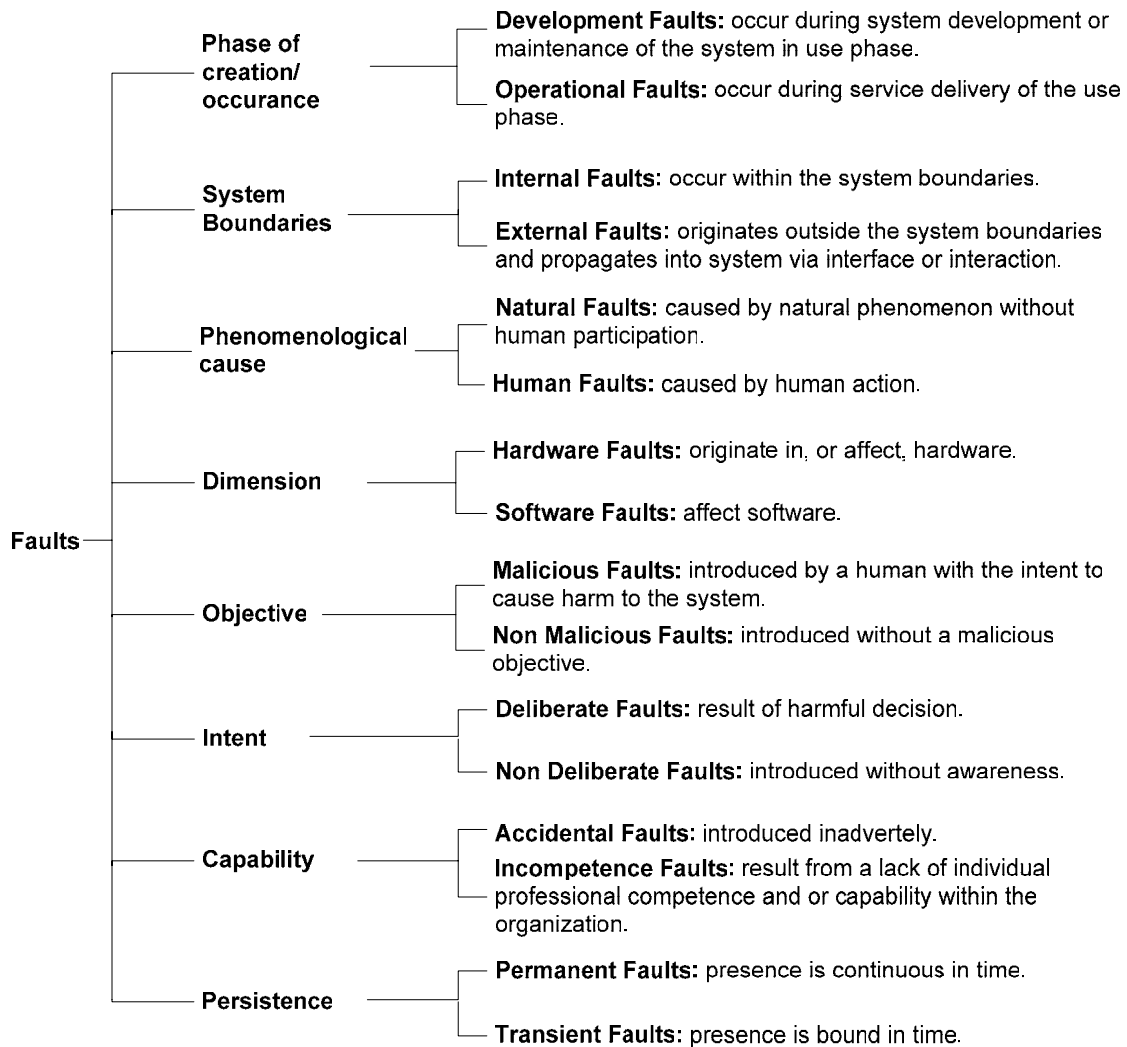 Phase of
creation/
occurance
Development Faults: occur during system development or
maintenance of the system in use phase.
Operational Faults: occur during service delivery of the use
phase.
System
Boundaries
Internal Faults: occur within the system boundaries.
External Faults: originates outside the system boundaries
and propagates into system via interface or interaction.
Phenomenological
cause
Natural Faults: caused by natural phenomenon without
human participation.
Human Faults: caused by human action.
Dimension
Hardware Faults: originate in, or affect, hardware.
Software Faults: affect software.
Faults
Objective
Malicious Faults: introduced by a human with the intent to
cause harm to the system.
Non Malicious Faults: introduced without a malicious
objective.
Intent
Deliberate Faults: result of harmful decision.
Non Deliberate Faults: introduced without awareness.
Capability
Accidental Faults: introduced inadvertely.
Incompetence Faults: result from a lack of individual
professional competence and or capability within the
organization.
Persistence
Permanent Faults: presence is continuous in time.
Transient Faults: presence is bound in time.